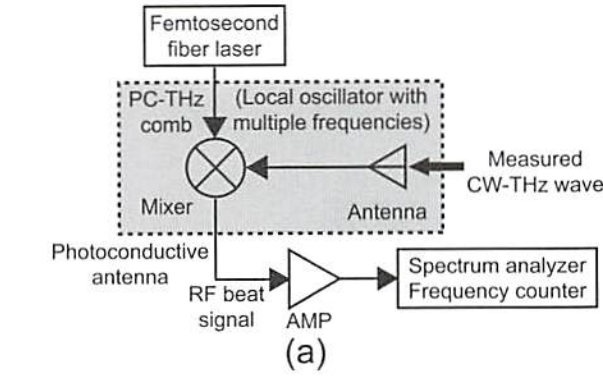 Femtosecond
fiber laser
PC-THz
comb
(Local oscillator with
multiple frequencies)
Mixer
Antenna
Measured
CW-THz wave
Photoconductive
antenna
RF beat
signal
AMP
Spectrum analyzer
Frequency counter
(a)